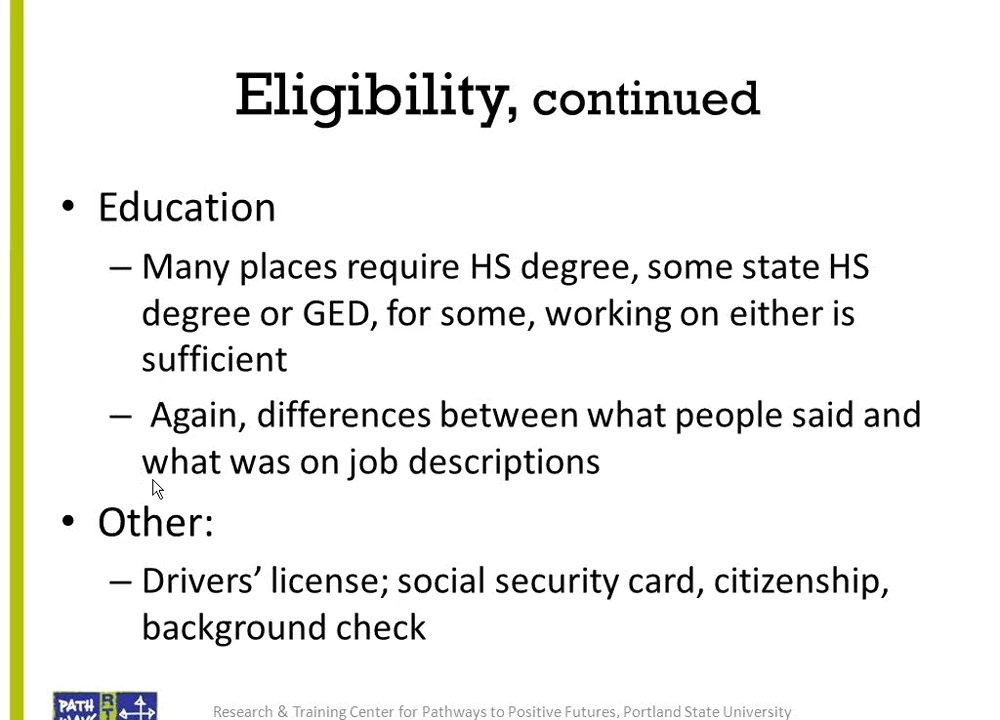 Eligibility, continued
• Education
– Many places require HS degree, some state HS
degree or GED, for some, working on either is
sufficient
– Again, differences between what people said and
what was on job descriptions
• Other:
– Drivers’ license; social security card, citizenship,
background check
PATH
RT
Research & Training Center for Pathways to Positive Futures, Portland State University